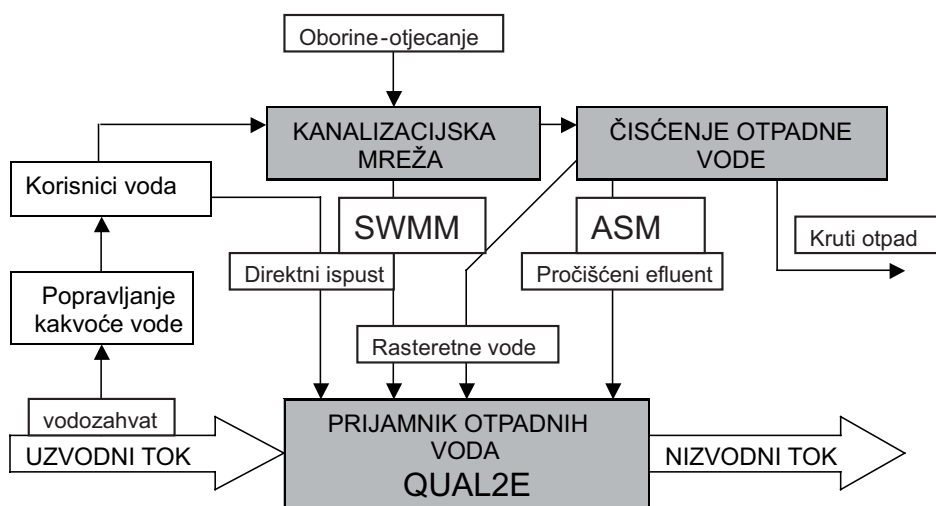 Oborine-otjecanje
KANALIZACIJSKA
MREŽA
ČISĆENJE OTPADNE
VODE
Korisnici voda
SWMM
ASM
Kruti otpad
Direktni ispust
Pročišćeni efluent
Popravljanje
kakvoće vode
Rasteretne vode
vodozahvat
UZVODNI TOK
PRIJAMNIK OTPADNIH
VODA
QUAL2E
NIZVODNI TOK